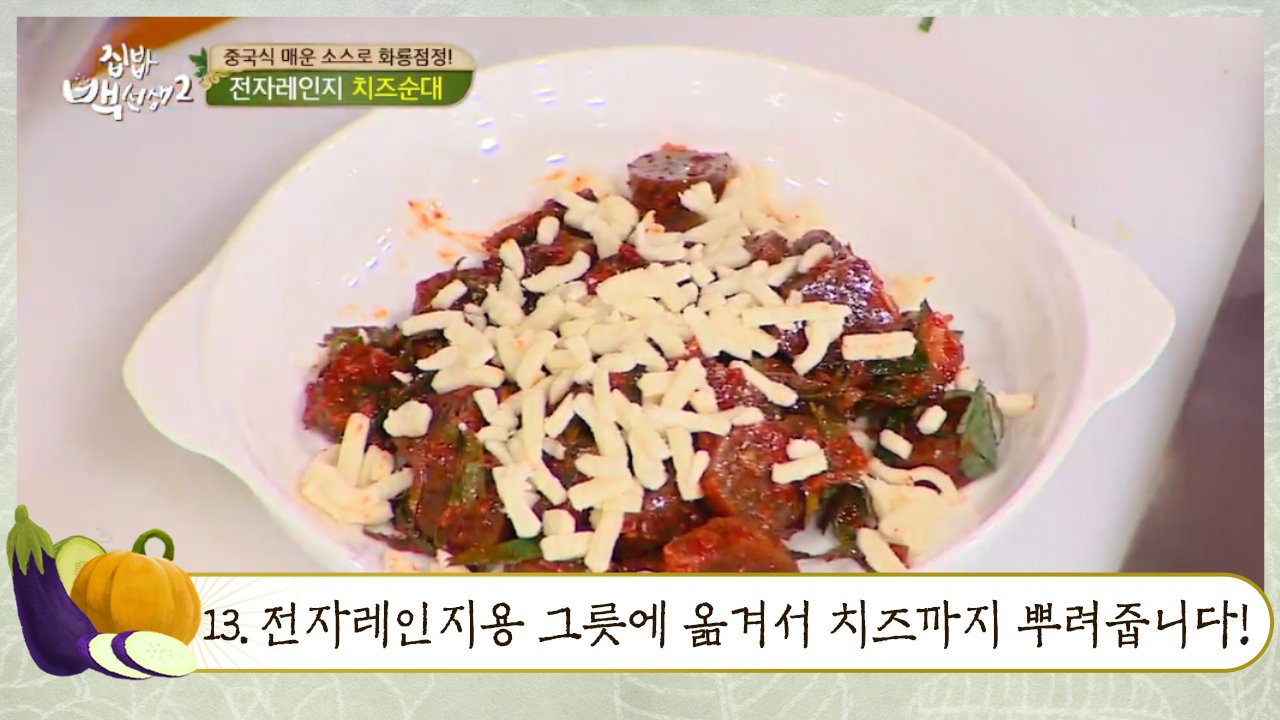 집밥
백선생2
중국식 매운 소스로 화룡점정!
전자레인지 치즈순대
13. 전자레인지용 그릇에 옮겨서 치즈까지 뿌려줍니다!